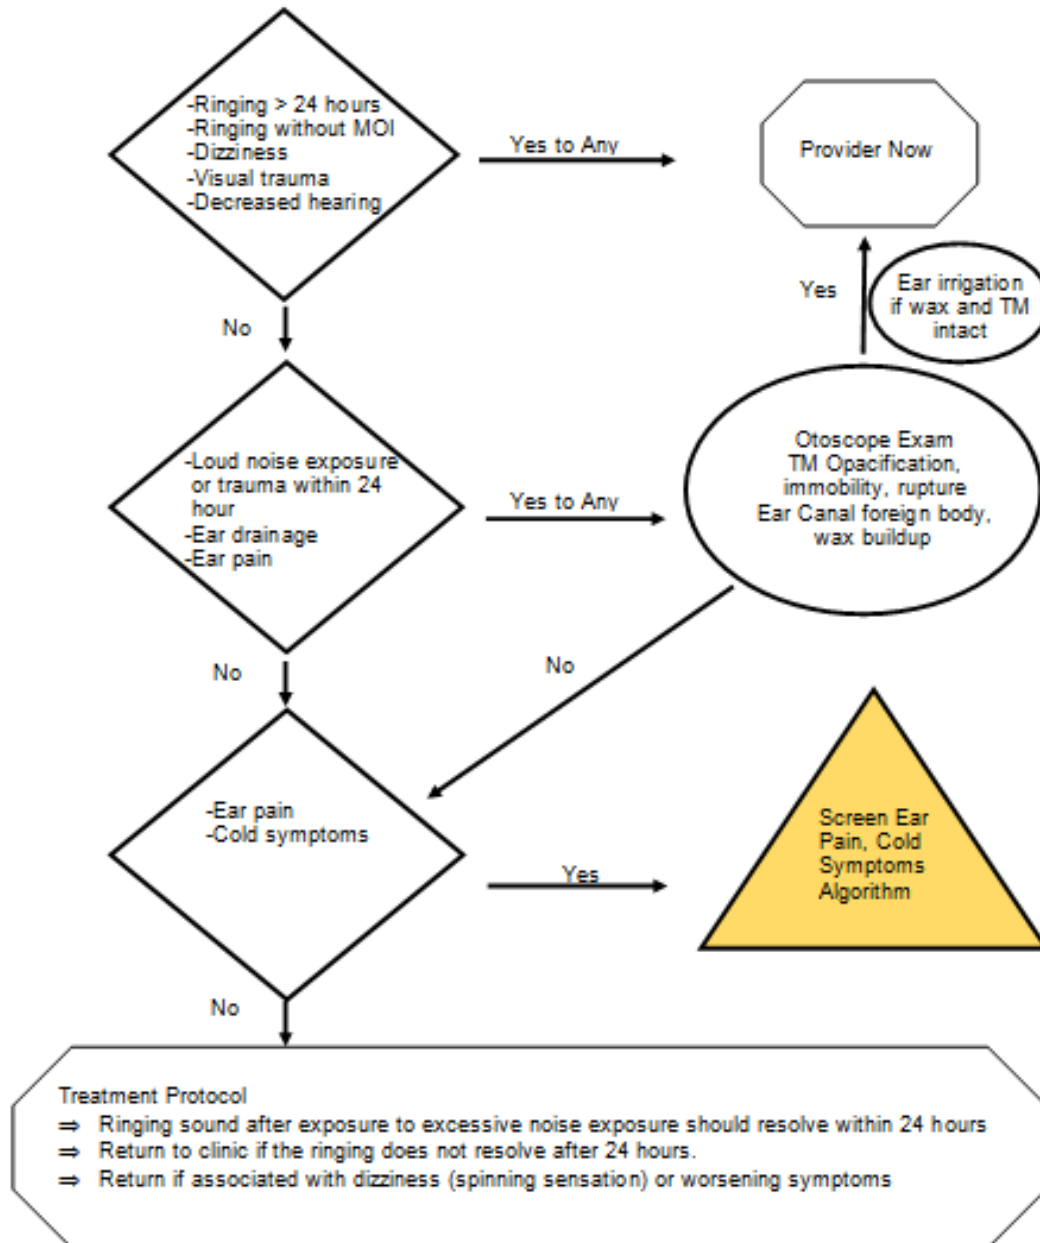 -Ringing > 24 hours
-Ringing without MOI
-Dizziness
-Visual trauma
-Decreased hearing
Yes to Any
Provider Now
No
Yes
Ear irrigation
if wax and TM
intact
-Loud noise exposure
or trauma within 24
hour
-Ear drainage
-Ear pain
Yes to Any
Otoscope Exam
TM Opacification,
immobility, rupture
Ear Canal foreign body,
wax buildup
No
No
-Ear pain
-Cold symptoms
Yes
Screen Ear
Pain, Cold
Symptoms
Algorithm
No
Treatment Protocol
⇒ Ringing sound after exposure to excessive noise exposure should resolve within 24 hours
⇒ Return to clinic if the ringing does not resolve after 24 hours.
⇒ Return if associated with dizziness (spinning sensation) or worsening symptoms